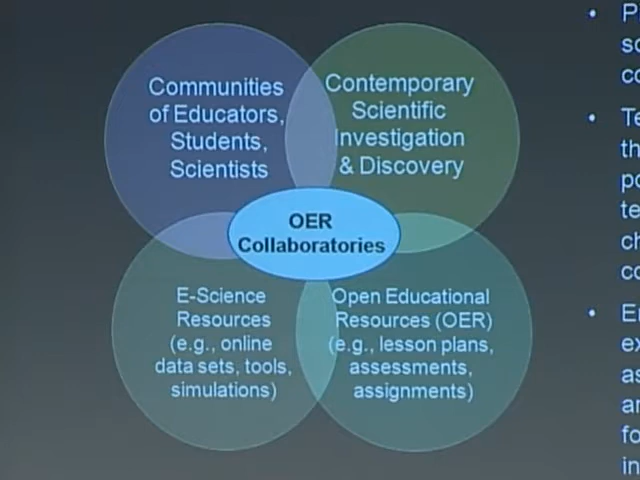 Communities
of Educators,
Students,
Scientists
Contemporary
Scientific
Investigation
& Discovery
OER
Collaboratories
E-Science
Resources
(e.g., online
data sets, tools,
simulations)
Open Educational
Resources (OER)
(e.g., lesson plans,
assessments,
assignments)